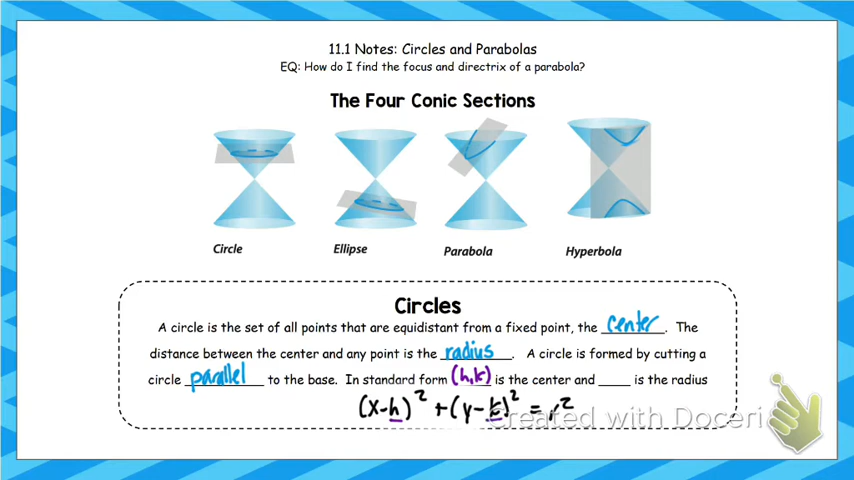 11.1 Notes: Circles and Parabolas
EQ: How do I find the focus and directrix of a parabola?
The Four Conic Sections
Circle Ellipse Parabola Hyperbola
Circles
A circle is the set of all points that are equidistant from a fixed point, the center. The
distance between the center and any point is the radius. A circle is formed by cutting a
circle parallel to the base. In standard form (h,k) is the center and ____ is the radius
(x-h)² + (y-k)² = r²
Created with Doceri